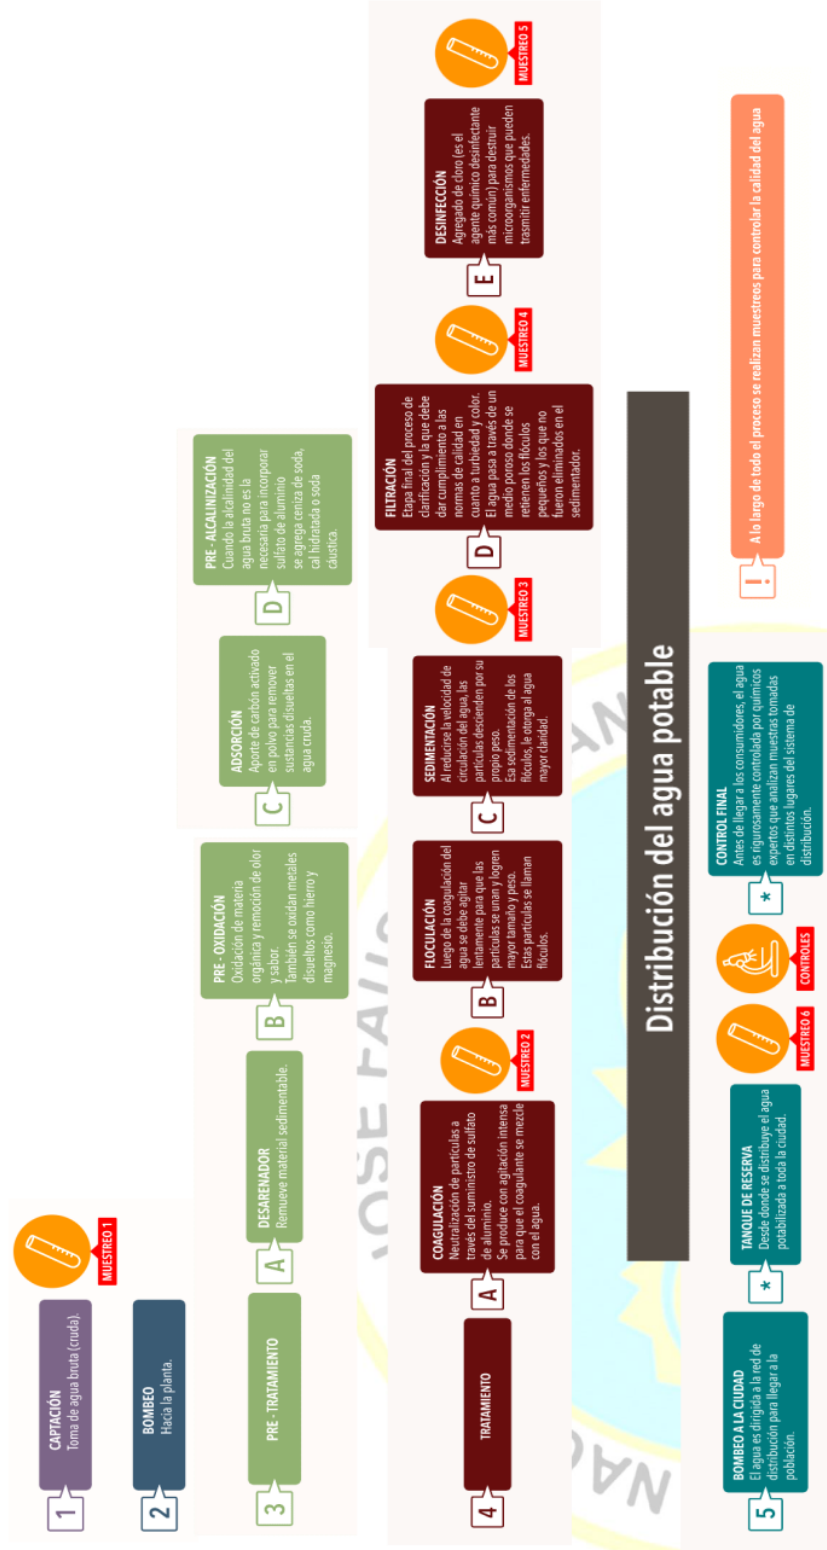 1
CAPTACIÓN
Toma de agua bruta (cruda).
MUESTREO 1
2
BOMBEO
Hacia la planta.
3
PRE - TRATAMIENTO
A
DESARENADOR
Remueve material sedimentable.
B
PRE - OXIDACIÓN
Oxidación de materia
orgánica y remoción de olor
y sabor.
También se oxidan metales
disueltos como hierro y
magnesio.
C
ADSORCIÓN
Aporte de carbón activado
en polvo para remover
sustancias disueltas en el
agua cruda.
D
PRE - ALCALINIZACIÓN
Cuando la alcalinidad del
agua bruta no es la
necesaria para incorporar
sulfato de aluminio
se agrega ceniza de soda,
cal hidratada o soda
cáustica.
4
TRATAMIENTO
A
COAGULACIÓN
Neutralización de partículas a
través del suministro de sulfato
de aluminio.
Se produce con agitación intensa
para que el coagulante se mezcle
con el agua.
MUESTREO 2
B
FLOCULACIÓN
Luego de la coagulación del
agua se debe agitar
lentamente para que las
partículas se unan y logren
mayor tamaño y peso.
Estas partículas se llaman
flóculos.
C
SEDIMENTACIÓN
Al reducirse la velocidad de
circulación del agua, las
partículas descienden por su
propio peso.
Esa sedimentación de los
flóculos, le otorga al agua
mayor claridad.
MUESTREO 3
D
FILTRACIÓN
Etapa final del proceso de
clarificación y la que debe
dar cumplimiento a las
normas de calidad en
cuanto a turbiedad y color.
El agua pasa a través de un
medio poroso donde se
retienen los flóculos
pequeños y los que no
fueron eliminados en el
sedimentador.
MUESTREO 4
E
DESINFECCIÓN
Agregado de cloro (es el
agente químico desinfectante
más común) para destruir
microorganismos que pueden
trasmitir enfermedades.
MUESTREO 5
Distribución del agua potable
5
BOMBEO A LA CIUDAD
El agua es dirigida a la red de
distribución para llegar a la
población.
*
TANQUE DE RESERVA
Desde donde se distribuye el agua
potabilizada a toda la ciudad.
MUESTREO 6
CONTROLES
*
CONTROL FINAL
Antes de llegar a los consumidores, el agua
es rigurosamente controlada por químicos
expertos que analizan muestras tomadas
en distintos lugares del sistema de
distribución.
!
A lo largo de todo el proceso se realizan muestreos para controlar la calidad del agua